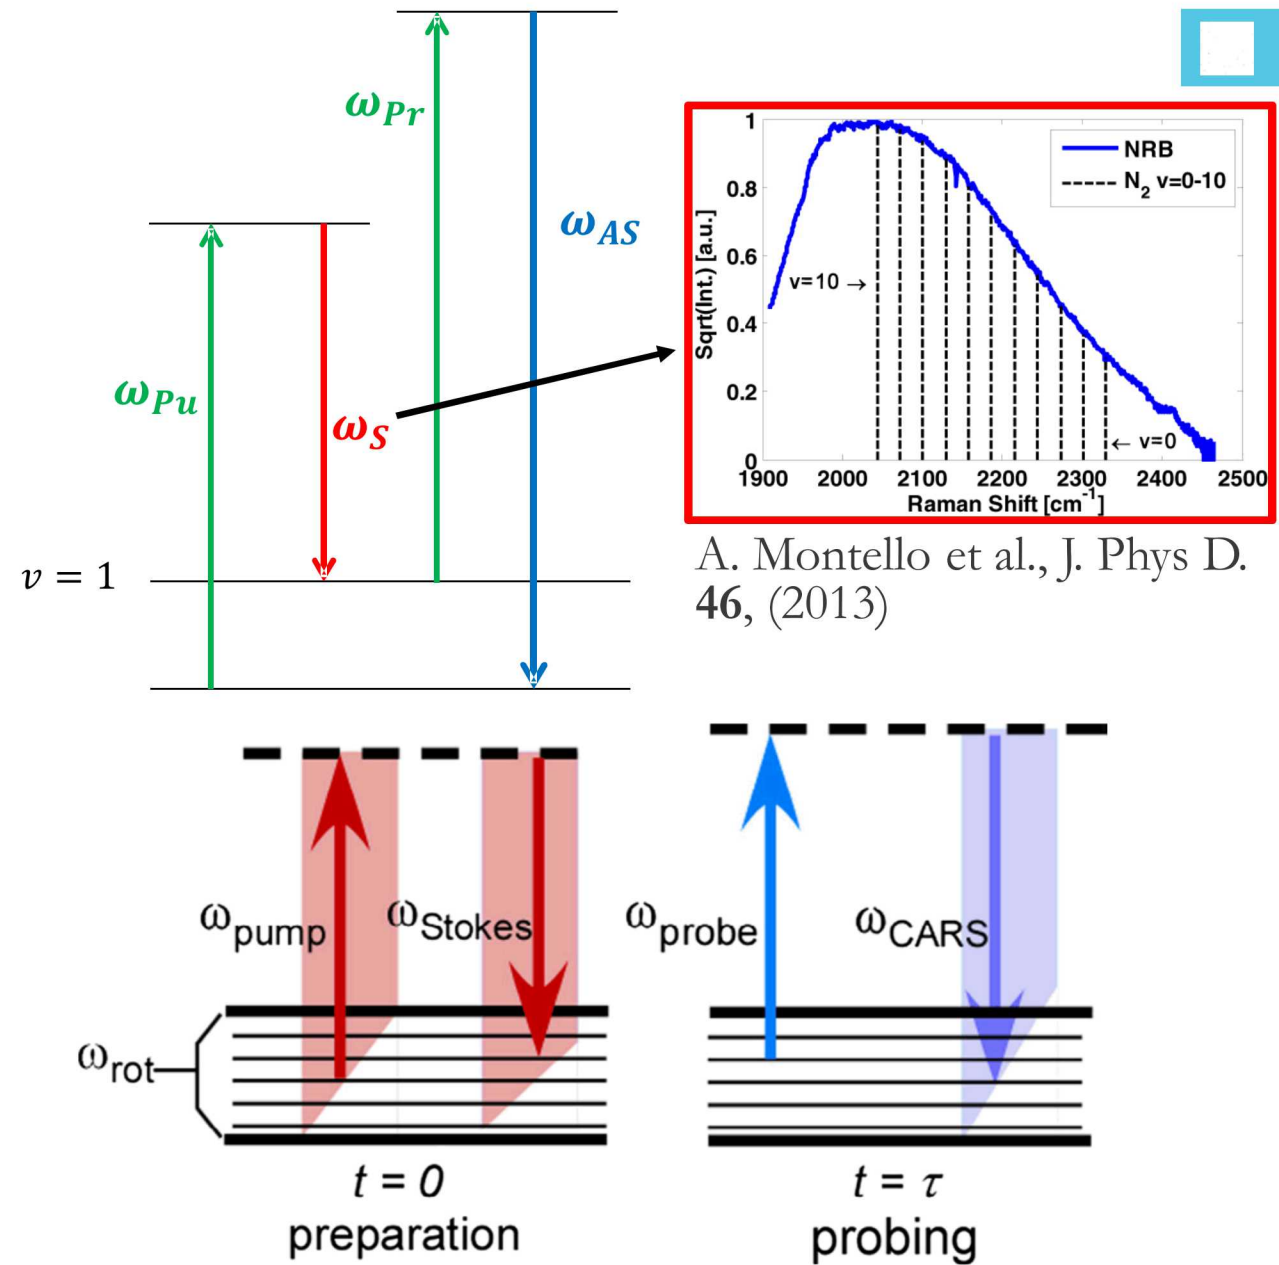 ω_Pr
ω_AS
ω_Pu
ω_S
v = 1
1
0.8
0.6
0.4
0.2
0
Sqrt(Int.) [a.u.]
NRB
N₂ v=0-10
v=10 →
← v=0
1900 2000 2100 2200 2300 2400 2500
Raman Shift [cm⁻¹]
A. Montello et al., J. Phys D.
46, (2013)
ω_pump
ω_Stokes
ω_probe
ω_CARS
ω_rot
t = 0
preparation
t = τ
probing